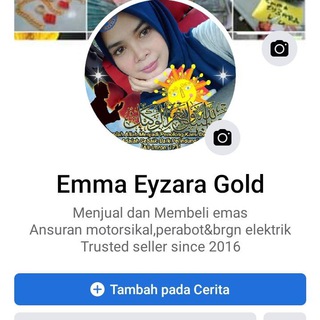 Emma Eyzara Gold
Menjual dan Membeli emas
Ansuran motorsikal,perabot&brgn elektrik
Trusted seller since 2016
Tambah pada Cerita